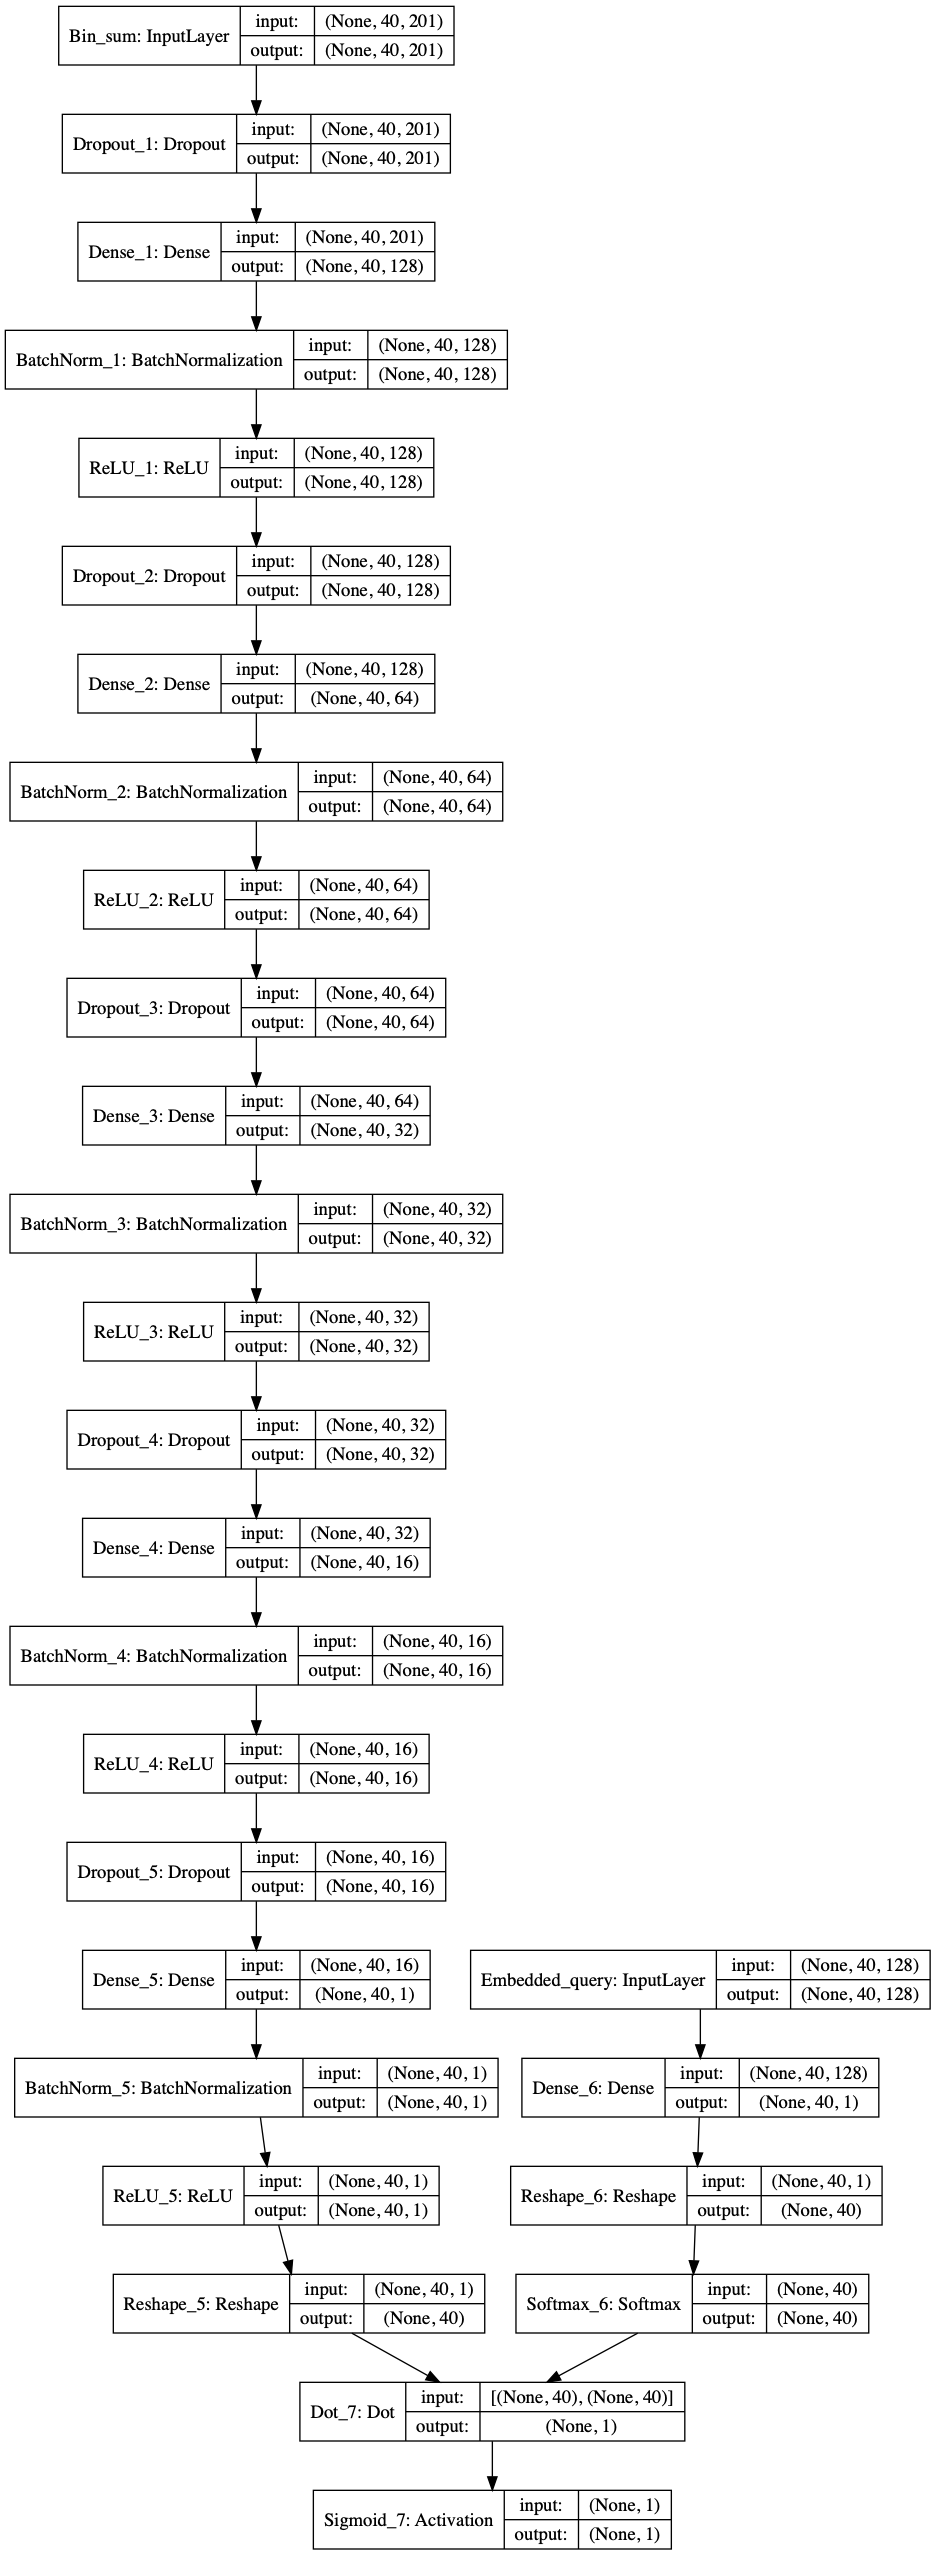 Bin_sum: InputLayer
input: (None, 40, 201)
output: (None, 40, 201)
Dropout_1: Dropout
input: (None, 40, 201)
output: (None, 40, 201)
Dense_1: Dense
input: (None, 40, 201)
output: (None, 40, 128)
BatchNorm_1: BatchNormalization
input: (None, 40, 128)
output: (None, 40, 128)
ReLU_1: ReLU
input: (None, 40, 128)
output: (None, 40, 128)
Dropout_2: Dropout
input: (None, 40, 128)
output: (None, 40, 128)
Dense_2: Dense
input: (None, 40, 128)
output: (None, 40, 64)
BatchNorm_2: BatchNormalization
input: (None, 40, 64)
output: (None, 40, 64)
ReLU_2: ReLU
input: (None, 40, 64)
output: (None, 40, 64)
Dropout_3: Dropout
input: (None, 40, 64)
output: (None, 40, 64)
Dense_3: Dense
input: (None, 40, 64)
output: (None, 40, 32)
BatchNorm_3: BatchNormalization
input: (None, 40, 32)
output: (None, 40, 32)
ReLU_3: ReLU
input: (None, 40, 32)
output: (None, 40, 32)
Dropout_4: Dropout
input: (None, 40, 32)
output: (None, 40, 32)
Dense_4: Dense
input: (None, 40, 32)
output: (None, 40, 16)
BatchNorm_4: BatchNormalization
input: (None, 40, 16)
output: (None, 40, 16)
ReLU_4: ReLU
input: (None, 40, 16)
output: (None, 40, 16)
Dropout_5: Dropout
input: (None, 40, 16)
output: (None, 40, 16)
Dense_5: Dense
input: (None, 40, 16)
output: (None, 40, 1)
Embedded_query: InputLayer
input: (None, 40, 128)
output: (None, 40, 128)
BatchNorm_5: BatchNormalization
input: (None, 40, 1)
output: (None, 40, 1)
Dense_6: Dense
input: (None, 40, 128)
output: (None, 40, 1)
ReLU_5: ReLU
input: (None, 40, 1)
output: (None, 40, 1)
Reshape_6: Reshape
input: (None, 40, 1)
output: (None, 40)
Reshape_5: Reshape
input: (None, 40, 1)
output: (None, 40)
Softmax_6: Softmax
input: (None, 40)
output: (None, 40)
Dot_7: Dot
input: [(None, 40), (None, 40)]
output: (None, 1)
Sigmoid_7: Activation
input: (None, 1)
output: (None, 1)